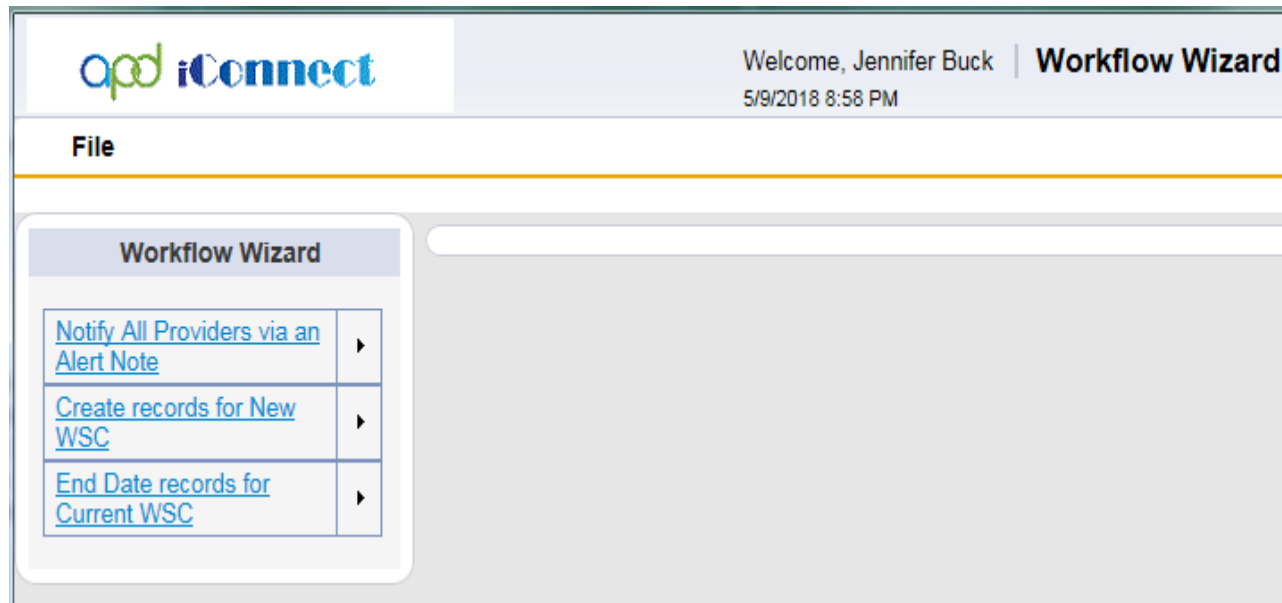 apd iConnect
Welcome, Jennifer Buck | Workflow Wizard
5/9/2018 8:58 PM
File
Workflow Wizard
Notify All Providers via an
Alert Note
Create records for New
WSC
End Date records for
Current WSC